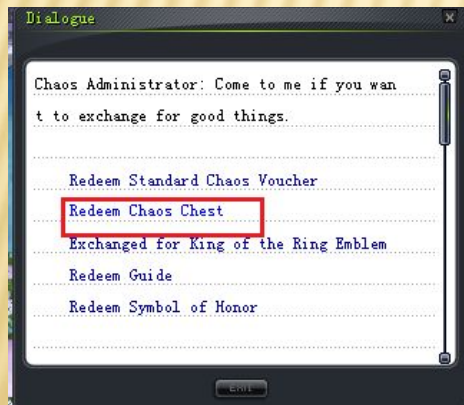 Dialogue
Chaos Administrator: Come to me if you wan
t to exchange for good things.
Redeem Standard Chaos Voucher
Redeem Chaos Chest
Exchanged for King of the Ring Emblem
Redeem Guide
Redeem Symbol of Honor
EXIT